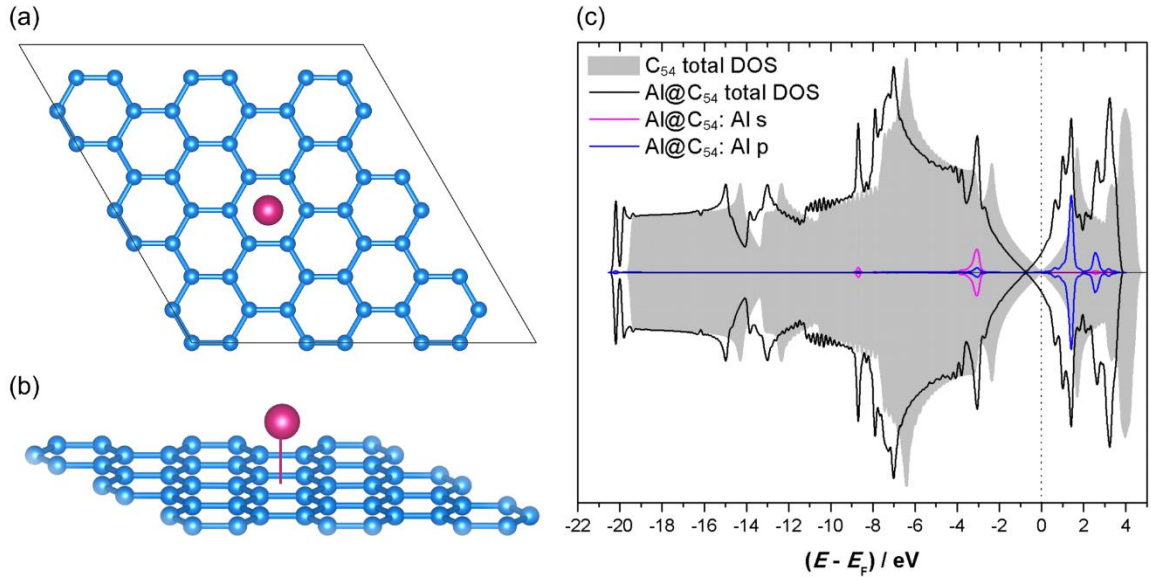 (a)
(b)
(c)
C₅₄ total DOS
Al@C₅₄ total DOS
Al@C₅₄: Al s
Al@C₅₄: Al p
-22 -20 -18 -16 -14 -12 -10 -8 -6 -4 -2 0 2 4
(E - E_F) / eV